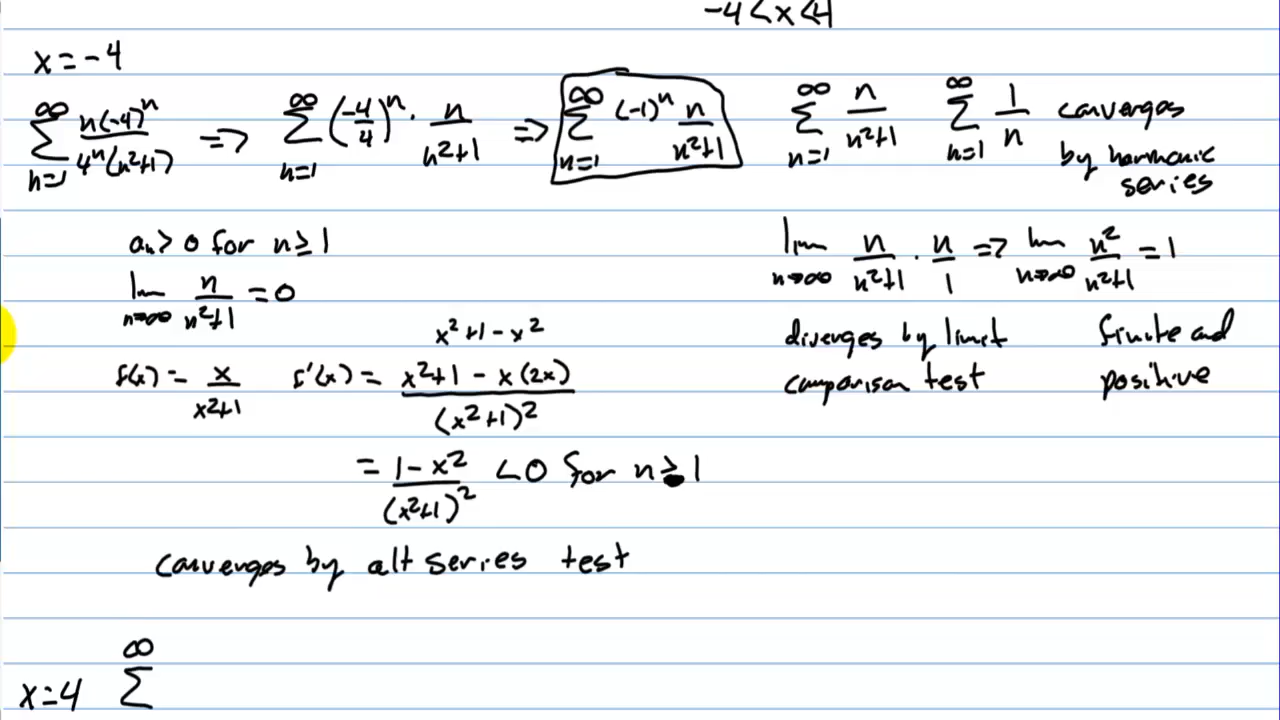 -4 < x < 4
x = -4
∑_{n=1}^{∞} n(-4)^n / 4^n(n²+1) => ∑_{n=1}^{∞} (-4/4)^n · n/(n²+1) => ∑_{n=1}^{∞} (-1)^n n/(n²+1)
∑_{n=1}^{∞} n/(n²+1) ∑_{n=1}^{∞} 1/n converges
by harmonic
series
a_n > 0 for n ≥ 1
lim_{n→∞} n/(n²+1) = 0
lim_{n→∞} n/(n²+1) · n/1 => lim_{n→∞} n²/(n²+1) = 1
diverges by limit
comparison test
finite and
positive
x²+1-x²
f(x) = x/(x²+1) f'(x) = (x²+1 - x(2x))/(x²+1)²
= (1-x²)/(x²+1)² < 0 for n ≥ 1
converges by alt series test
x=4 ∑^{∞}